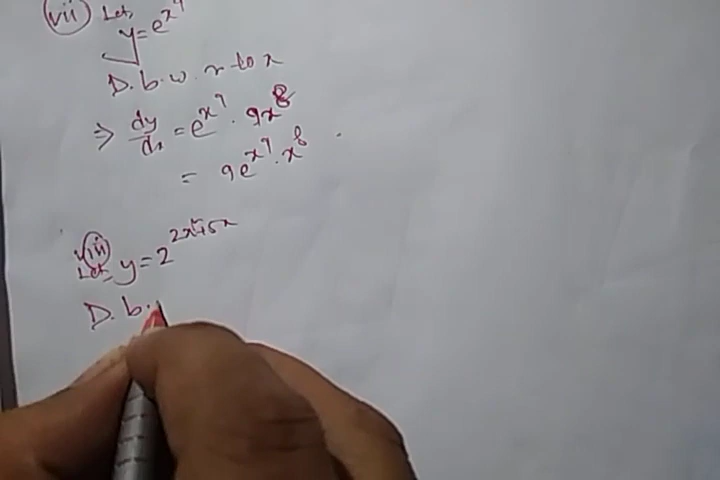 (vii) Let,
y = e^{x^9}
D. b. w. r to x
⇒ dy/dx = e^{x^9} . 9x^8
= 9e^{x^9} . x^8 .
(viii)
Let, y = 2^{2x^2+5x}
D. b.